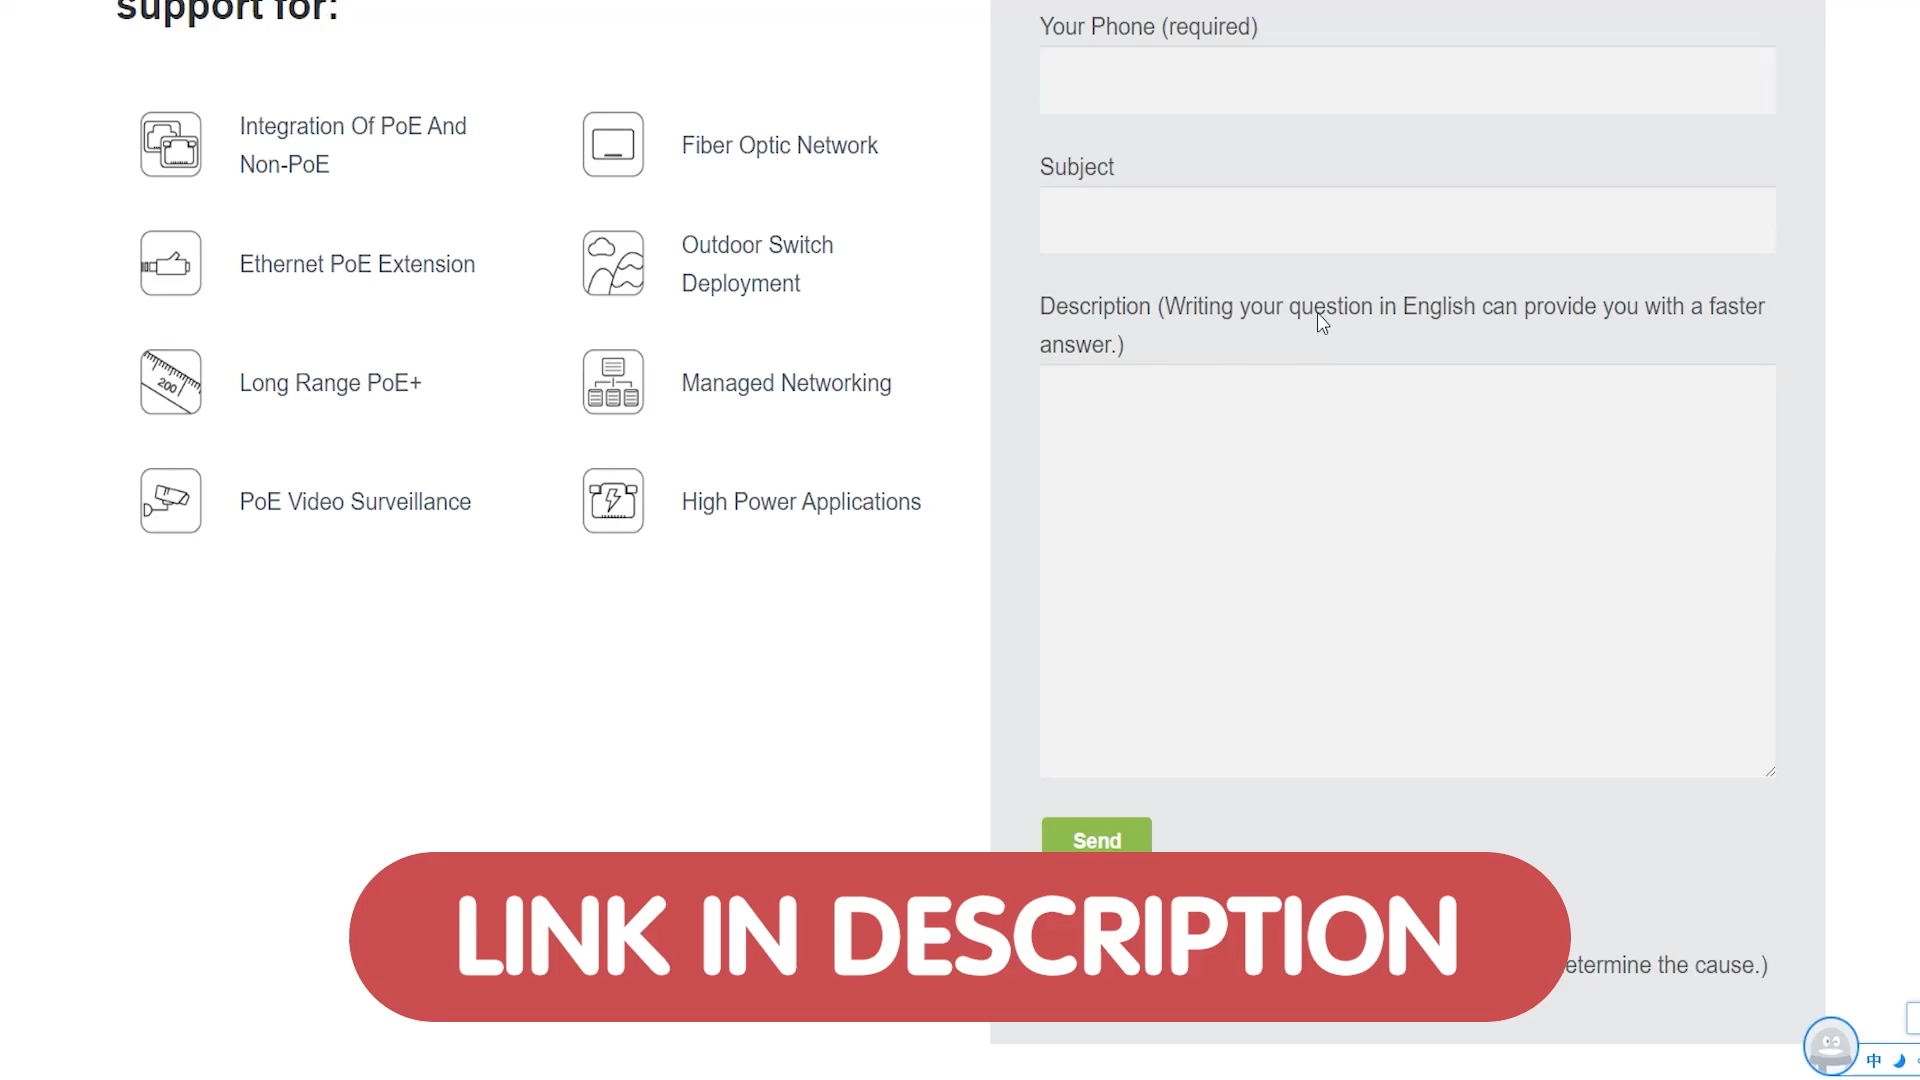 support for:
Integration Of PoE And
Non-PoE
Fiber Optic Network
Ethernet PoE Extension
Outdoor Switch
Deployment
200
Long Range PoE+
Managed Networking
PoE Video Surveillance
High Power Applications
Your Phone (required)
Subject
Description (Writing your question in English can provide you with a faster
answer.)
Send
LINK IN DESCRIPTION
etermine the cause.)
中